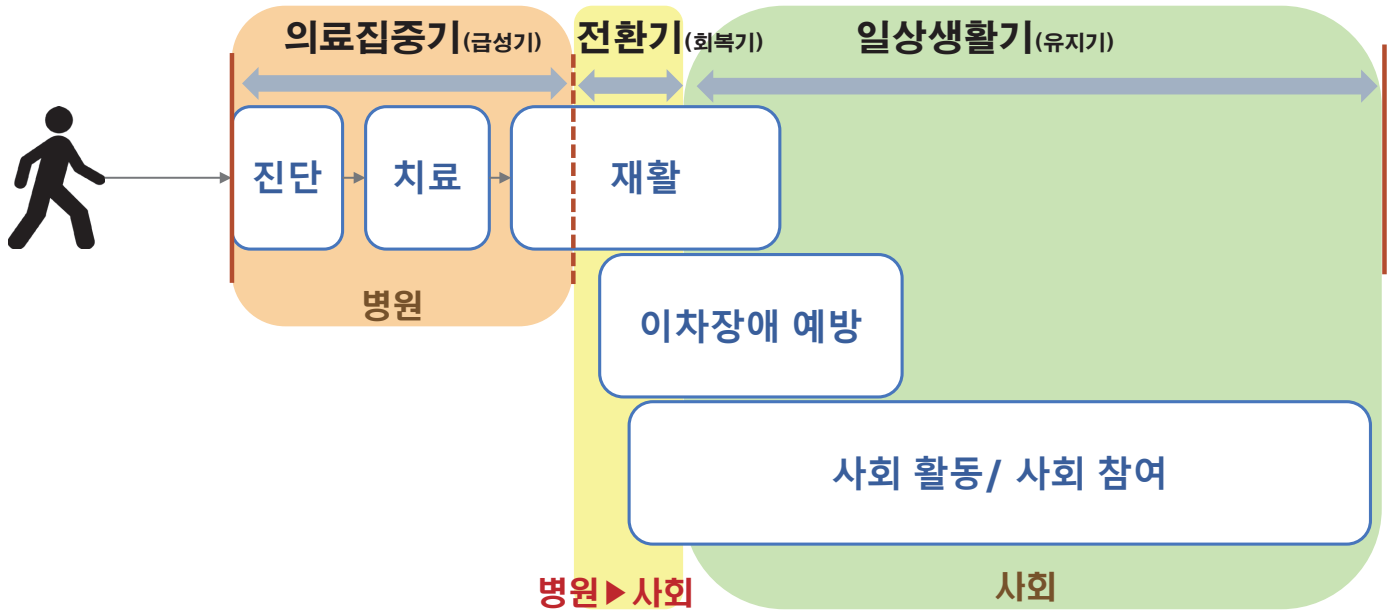 의료집중기(급성기)
전환기(회복기)
일상생활기(유지기)
진단
치료
재활
병원
이차장애 예방
사회 활동/ 사회 참여
병원▶사회
사회